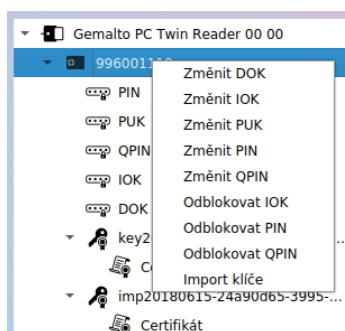 Gemalto PC Twin Reader 00 00
Změnit DOK
Změnit IOK
PIN
PUK
Změnit PUK
Změnit PIN
QPIN
Změnit QPIN
IOK
Odblokovat IOK
DOK
Odblokovat PIN
Odblokovat QPIN
Import klíče
imp20180615-24a90d65-3995-...
Certifikát